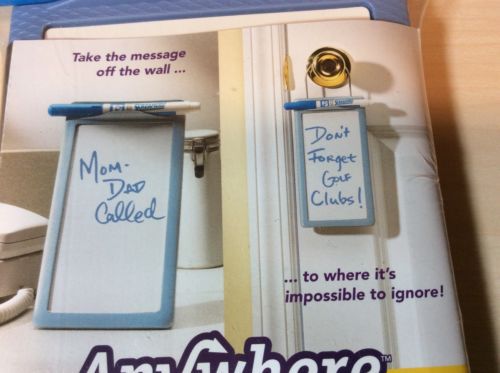 Take the message
off the wall ...
Mom-
Dad
Called
Don't
Forget
Golf
Clubs!
... to where it's
impossible to ignore!
Anywhere™